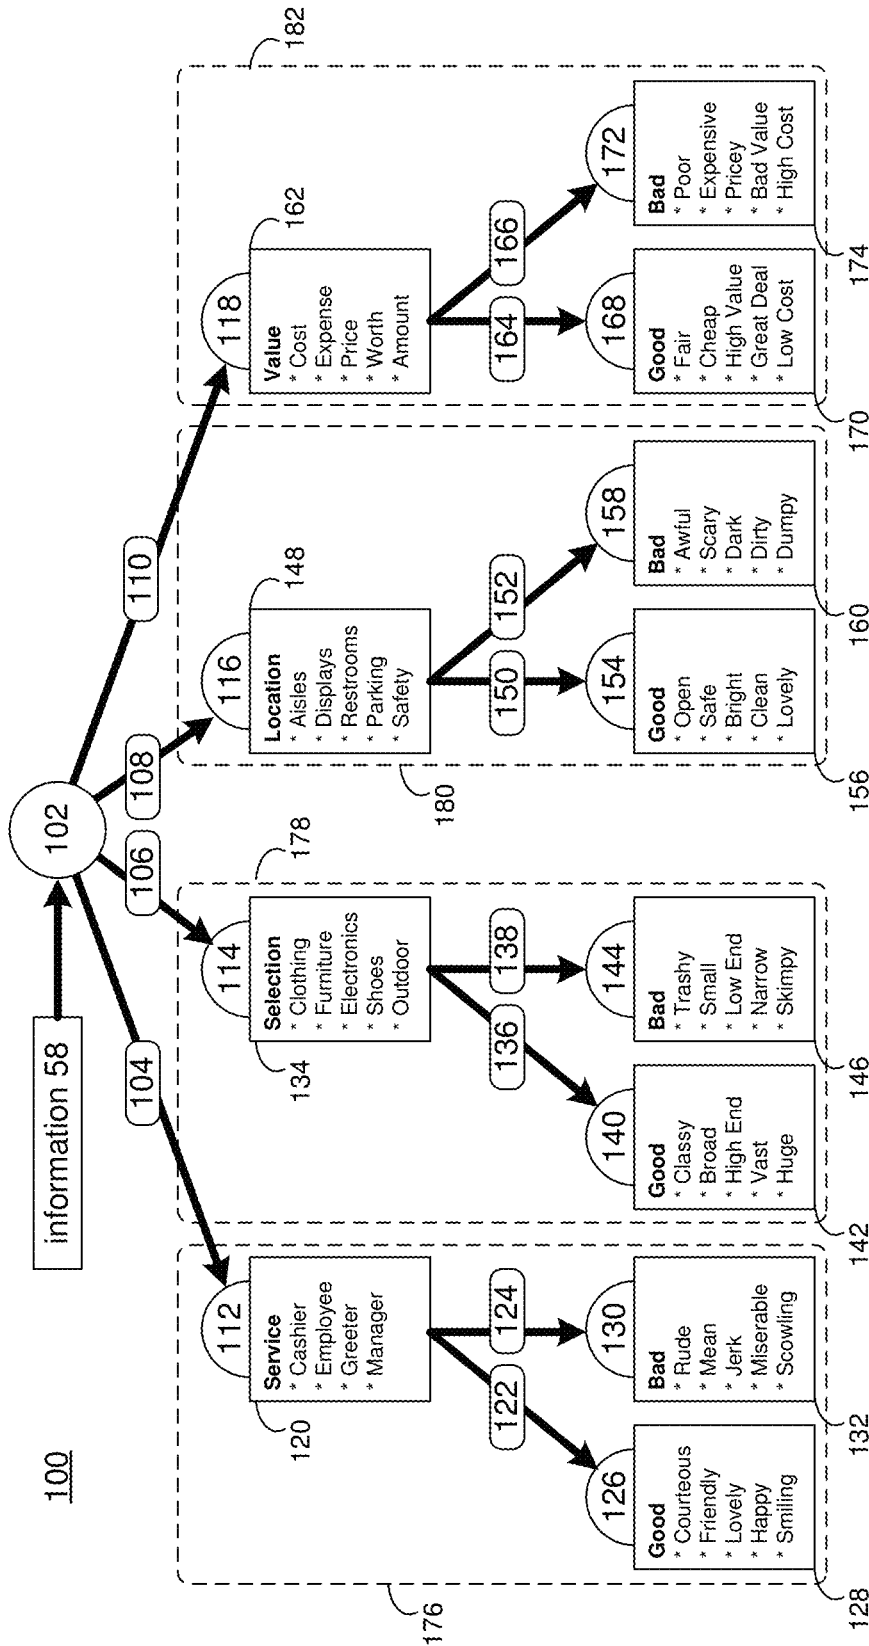 100
information 58
102
104
106
108
110
176
112
Service
* Cashier
* Employee
* Greeter
* Manager
120
122
124
126
Good
* Courteous
* Friendly
* Lovely
* Happy
* Smiling
128
130
Bad
* Rude
* Mean
* Jerk
* Miserable
* Scowling
132
178
114
Selection
* Clothing
* Furniture
* Electronics
* Shoes
* Outdoor
134
136
138
140
Good
* Classy
* Broad
* High End
* Vast
* Huge
142
144
Bad
* Trashy
* Small
* Low End
* Narrow
* Skimpy
146
180
116
148
Location
* Aisles
* Displays
* Restrooms
* Parking
* Safety
150
152
154
Good
* Open
* Safe
* Bright
* Clean
* Lovely
156
158
Bad
* Awful
* Scary
* Dark
* Dirty
* Dumpy
160
182
118
162
Value
* Cost
* Expense
* Price
* Worth
* Amount
164
166
168
Good
* Fair
* Cheap
* High Value
* Great Deal
* Low Cost
170
172
Bad
* Poor
* Expensive
* Pricey
* Bad Value
* High Cost
174